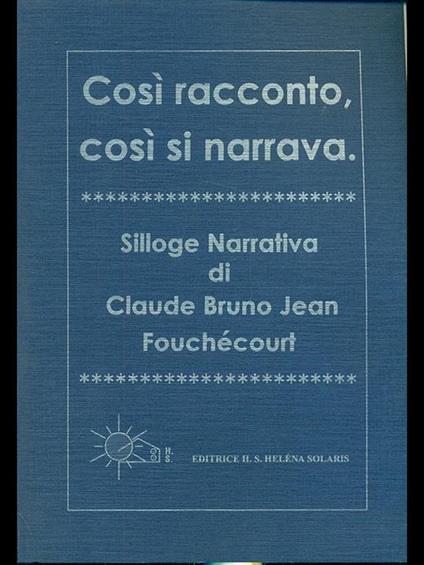 Così racconto,
così si narrava.
************************
Silloge Narrativa
di
Claude Bruno Jean
Fouchécourt
************************
H.
S.
EDITRICE H. S. HELÉNA SOLARIS